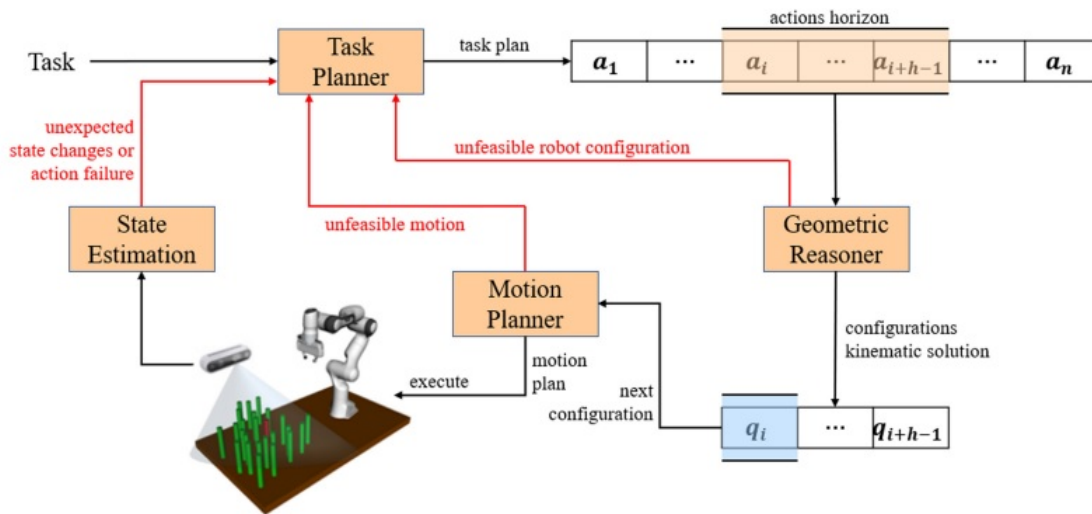 actions horizon
Task
Task
Planner
task plan
a₁ ... aᵢ ... aᵢ₊ₕ₋₁ ... aₙ
unexpected
state changes or
action failure
unfeasible robot configuration
unfeasible motion
State
Estimation
Geometric
Reasoner
Motion
Planner
configurations
kinematic solution
motion
plan
execute
next
configuration
qᵢ ... qᵢ₊ₕ₋₁